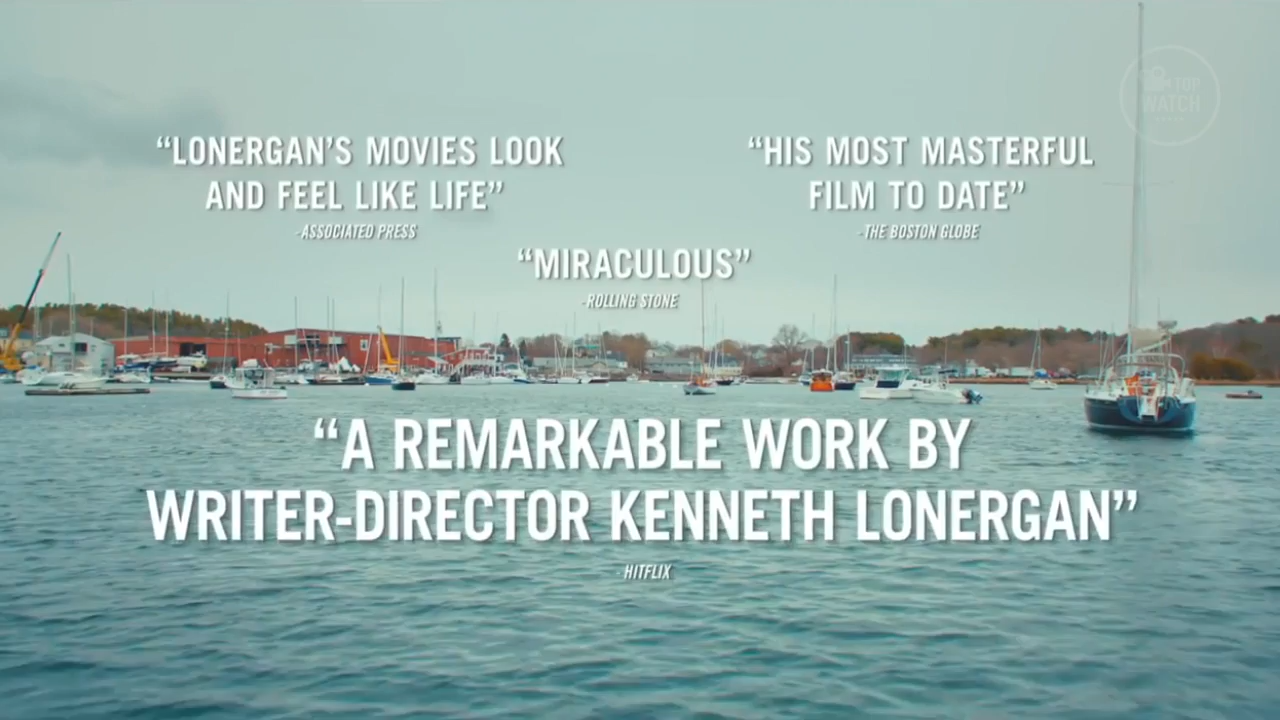 “LONERGAN’S MOVIES LOOK
AND FEEL LIKE LIFE”
-ASSOCIATED PRESS
“HIS MOST MASTERFUL
FILM TO DATE”
-THE BOSTON GLOBE
“MIRACULOUS”
-ROLLING STONE
“A REMARKABLE WORK BY
WRITER-DIRECTOR KENNETH LONERGAN”
- HITFLIX
TOP
WATCH